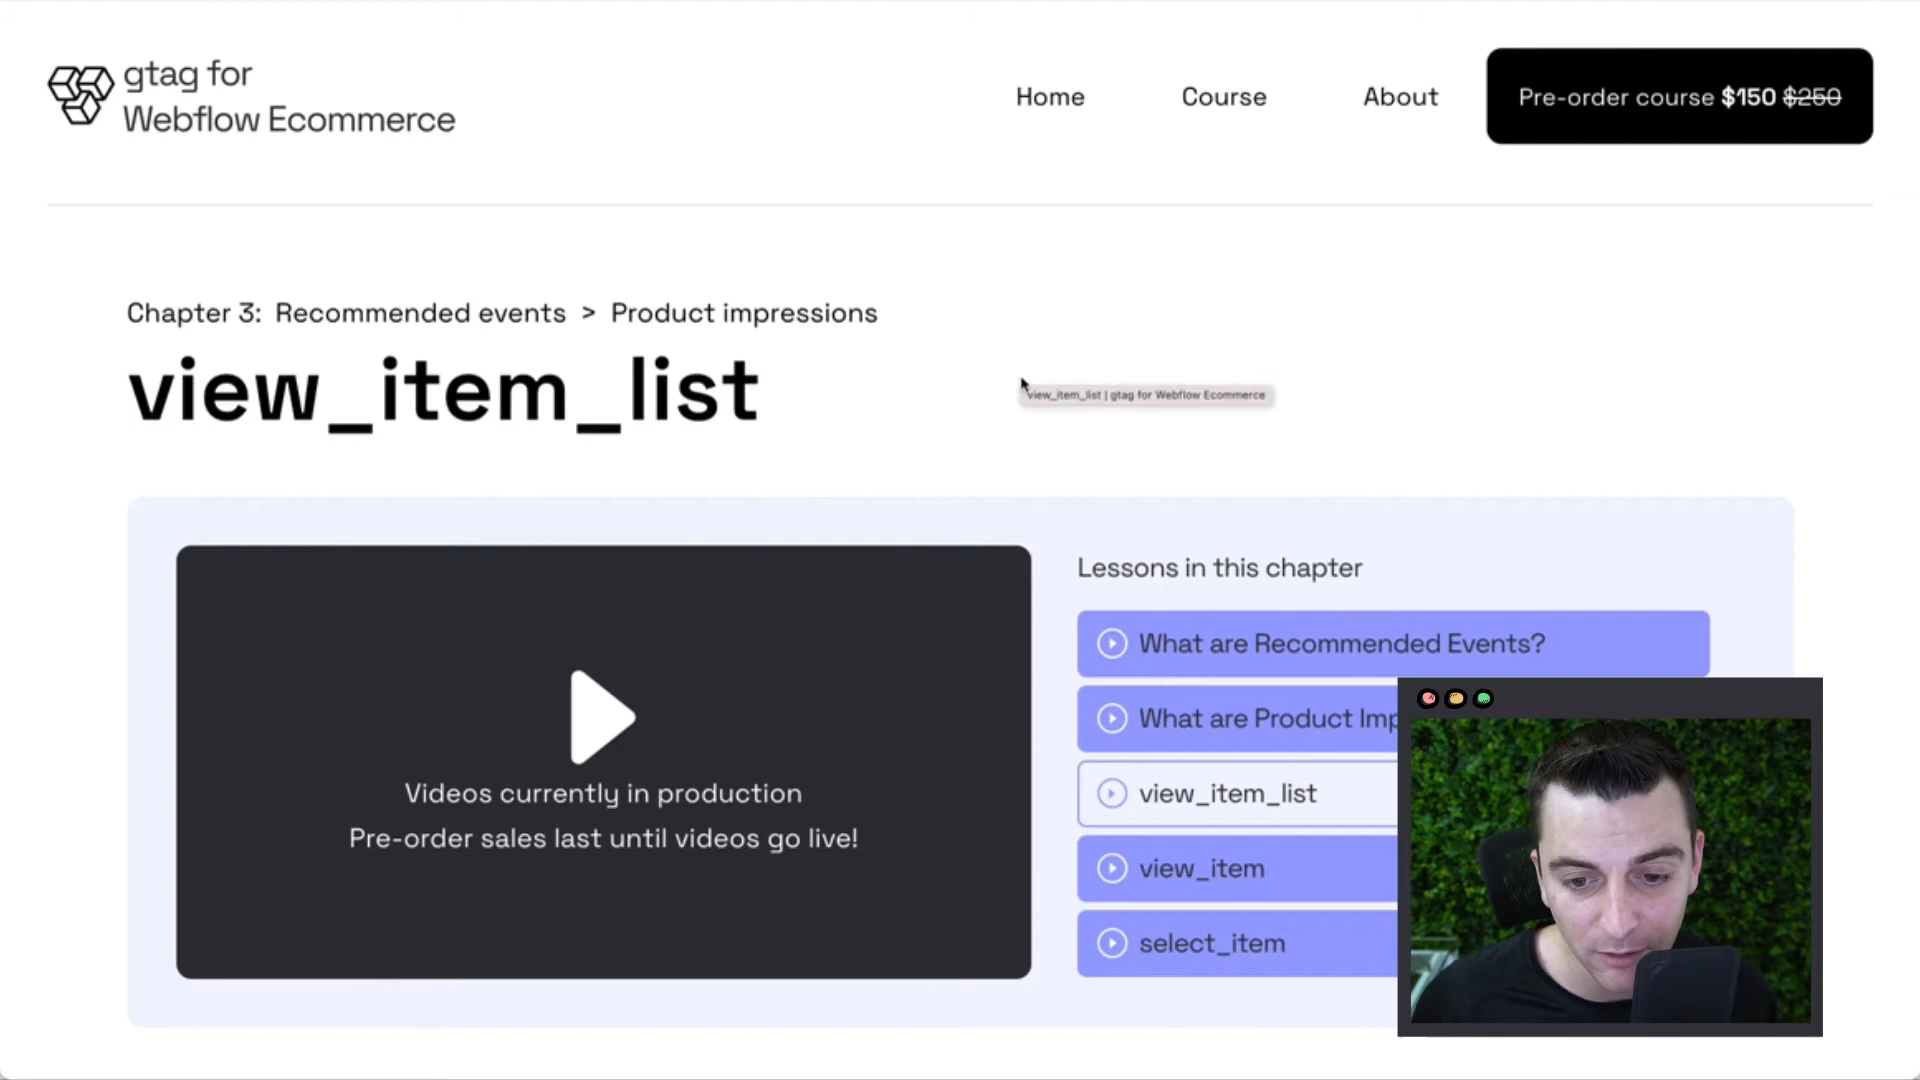 gtag for
Webflow Ecommerce
Home
Course
About
Pre-order course $150 $250
Chapter 3: Recommended events > Product impressions
view_item_list
view_item_list | gtag for Webflow Ecommerce
Videos currently in production
Pre-order sales last until videos go live!
Lessons in this chapter
What are Recommended Events?
What are Product Imp
view_item_list
view_item
select_item